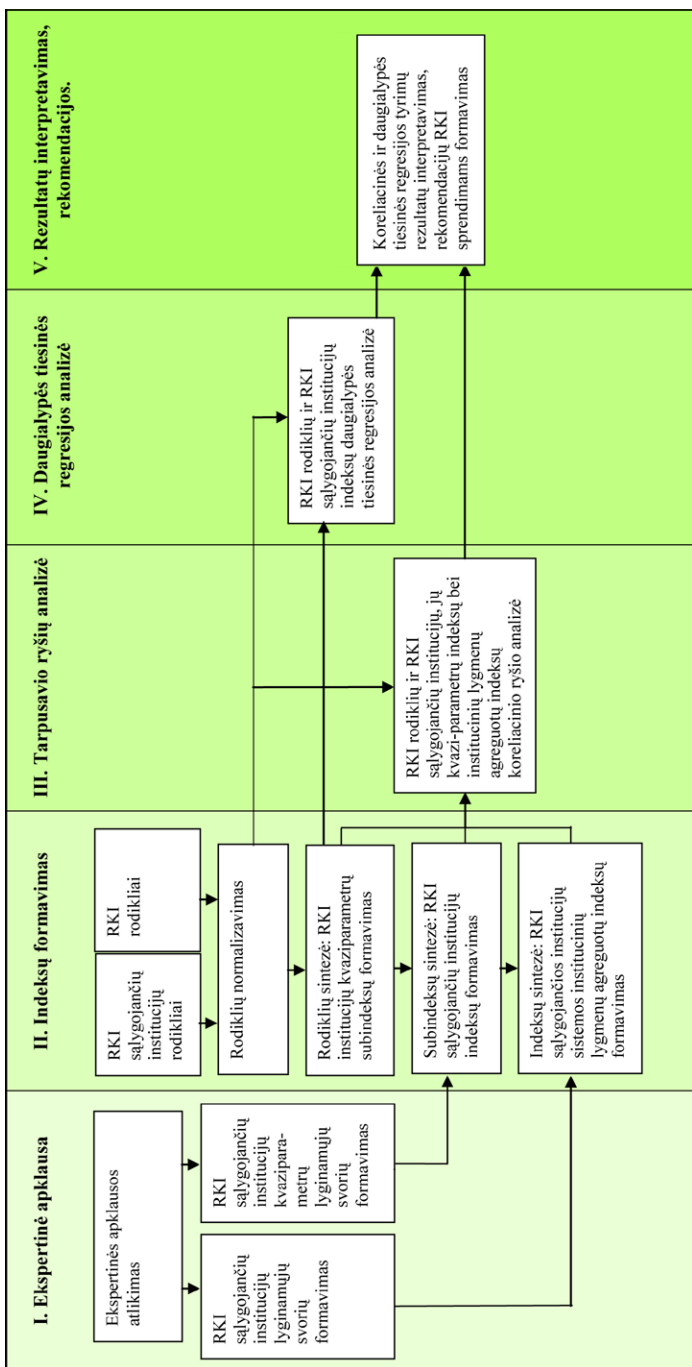 I. Ekspertinė apklausa
Ekspertinės apklausos
atlikimas
RKI
sąlygojančių
institucijų
lyginamųjų
svorių
formavimas
RKI
sąlygojančių
institucijų
kvazipara-
metrų
lyginamųjų
svorių
formavimas
II. Indeksų formavimas
RKI
sąlygojančių
institucijų
rodikliai
RKI
rodikliai
Rodiklių normalizavimas
Rodiklių sintezė: RKI
institucijų kvaziparametrų
subindeksų formavimas
Subindeksų sintezė: RKI
sąlygojančių institucijų
indeksų formavimas
Indeksų sintezė: RKI
sąlygojančios institucijų
sistemos institucinių
lygmenų agreguotų indeksų
formavimas
III. Tarpusavio ryšių analizė
RKI rodiklių ir RKI
sąlygojančių institucijų, jų
kvazi-parametrų indeksų bei
institucinių lygmenų
agreguotų indeksų
koreliacinio ryšio analizė
IV. Daugialypės tiesinės
regresijos analizė
RKI rodiklių ir RKI
sąlygojančių institucijų
indeksų daugialypės
tiesinės regresijos analizė
V. Rezultatų interpretavimas,
rekomendacijos.
Koreliacinės ir daugialypės
tiesinės regresijos tyrimų
rezultatų interpretavimas,
rekomendacijų RKI
sprendimams formavimas